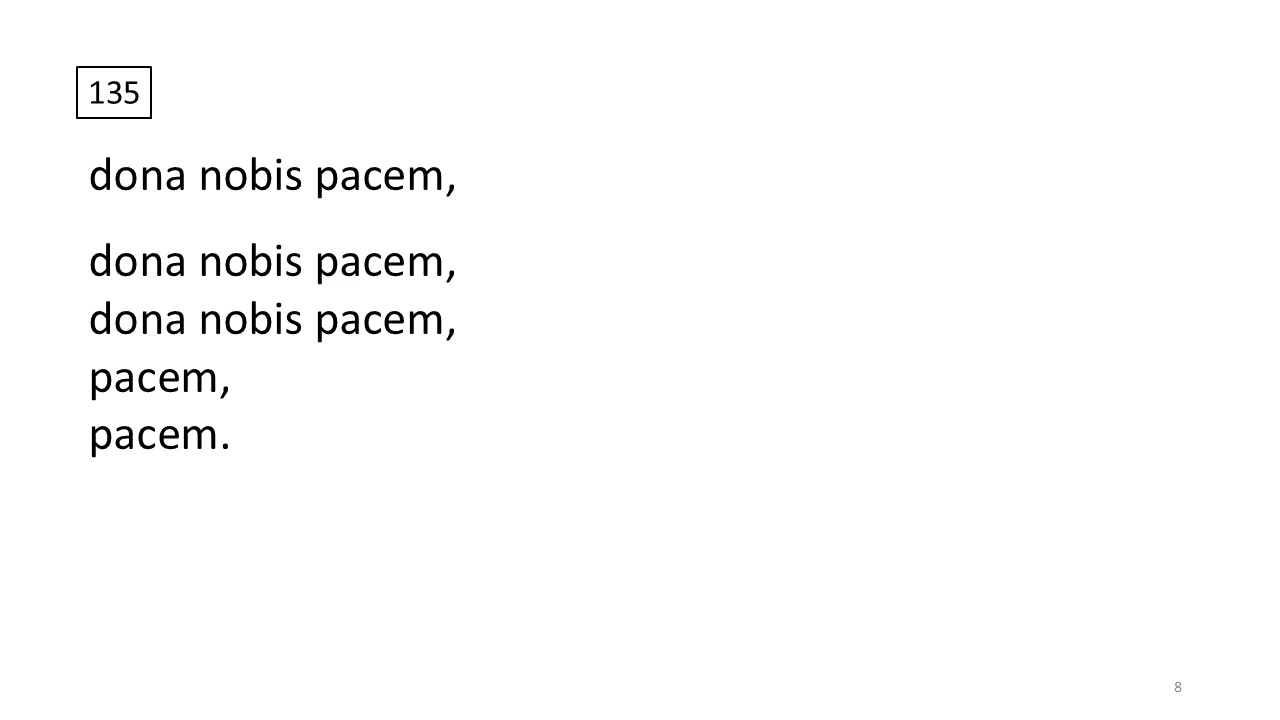 135
dona nobis pacem,
dona nobis pacem,
dona nobis pacem,
pacem,
pacem.
8